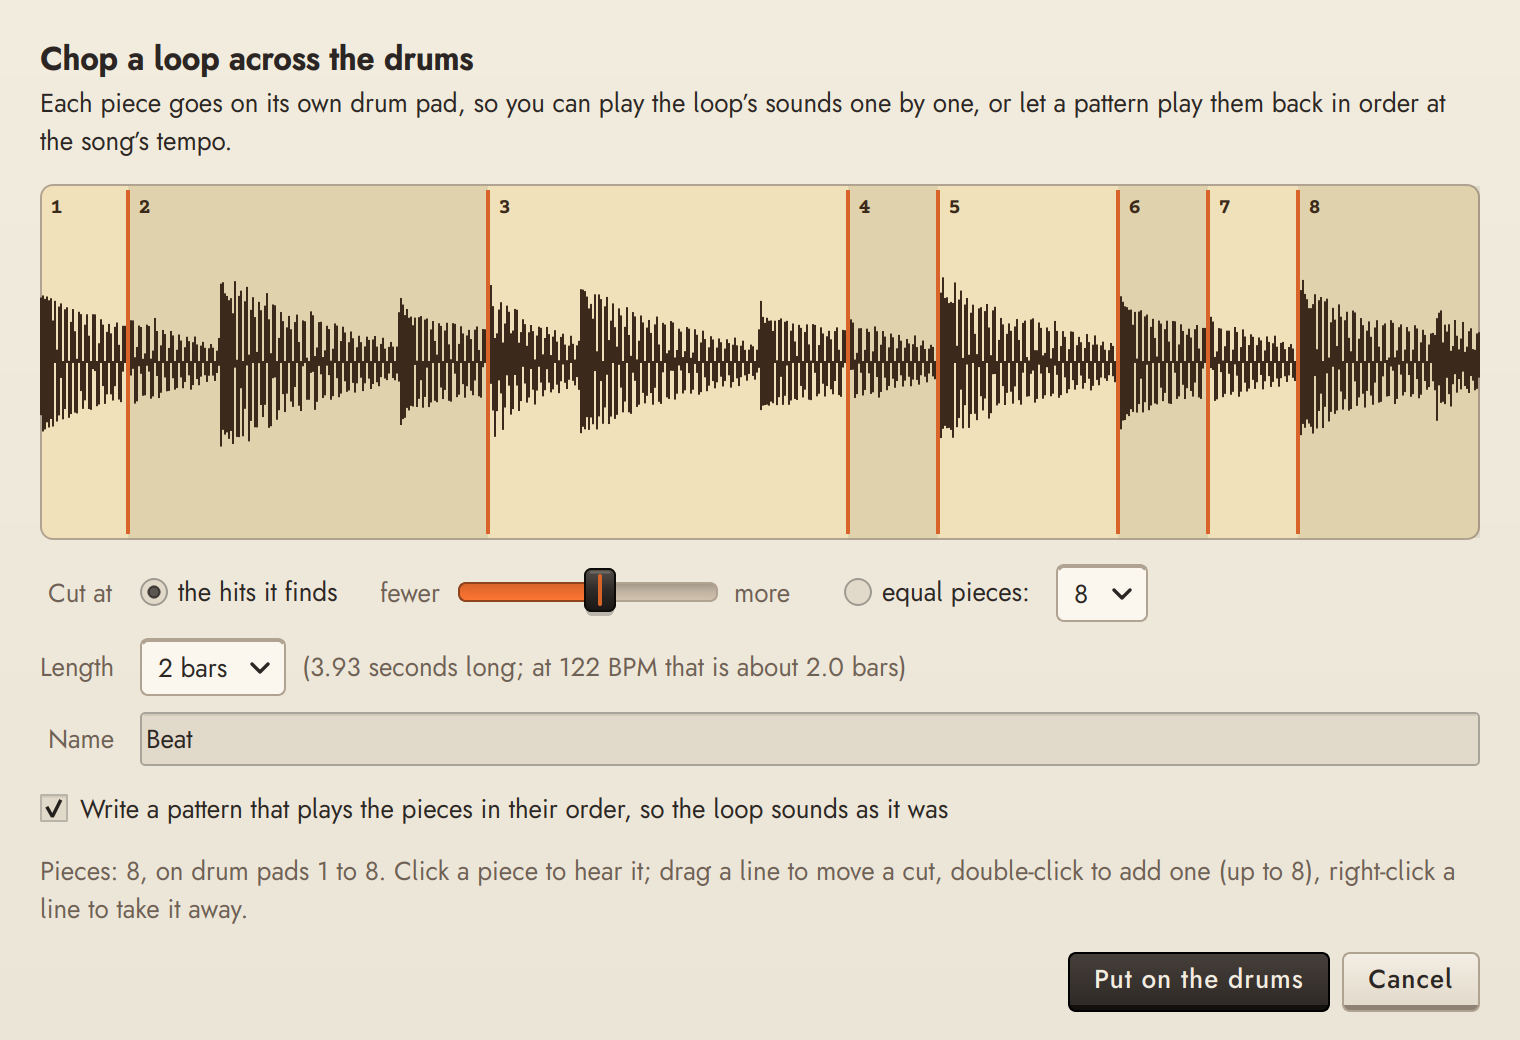 Chop a loop across the drums
Each piece goes on its own drum pad, so you can play the loop’s sounds one by one, or let a pattern play them back in order at
the song’s tempo.
1 2 3 4 5 6 7 8
Cut at the hits it finds fewer more equal pieces: 8
Length 2 bars (3.93 seconds long; at 122 BPM that is about 2.0 bars)
Name Beat
Write a pattern that plays the pieces in their order, so the loop sounds as it was
Pieces: 8, on drum pads 1 to 8. Click a piece to hear it; drag a line to move a cut, double-click to add one (up to 8), right-click a
line to take it away.
Put on the drums Cancel